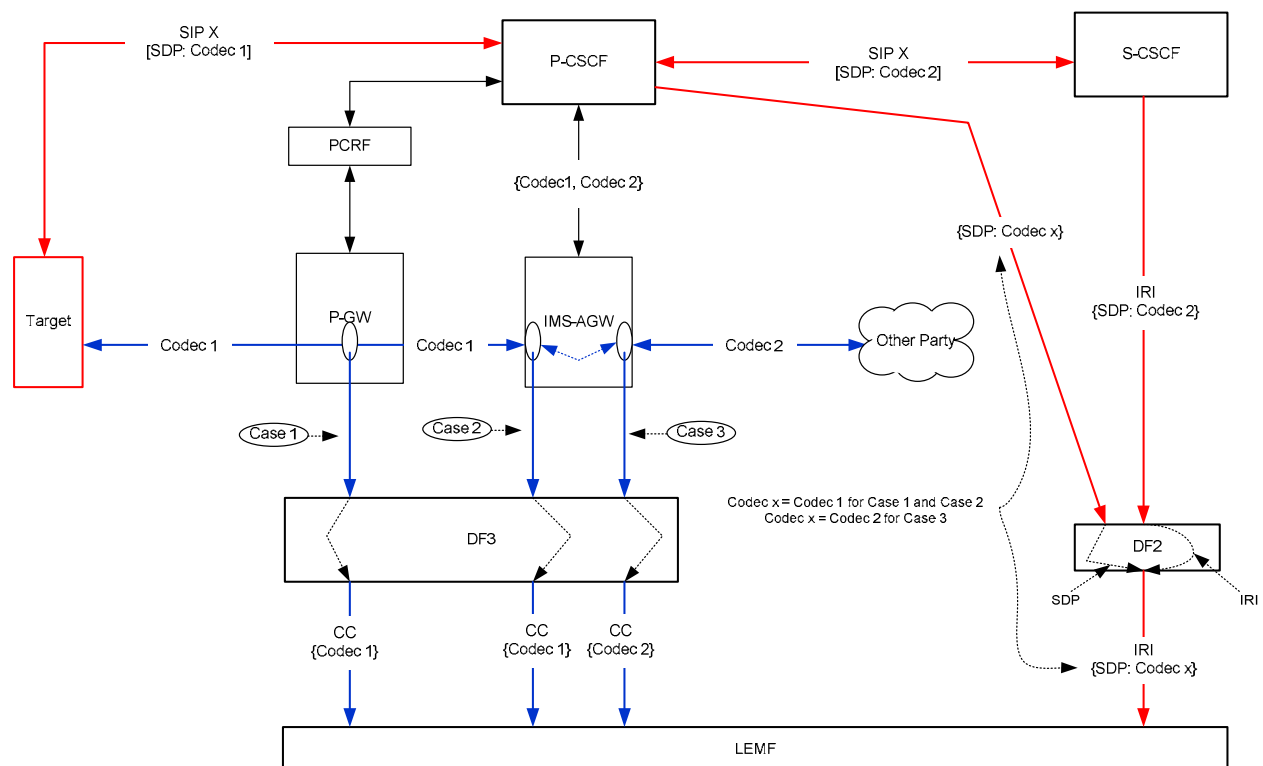 SIP X
[SDP: Codec 1]
P-CSCF
SIP X
[SDP: Codec 2]
S-CSCF
PCRF
{Codec1, Codec 2}
{SDP: Codec x}
Target
P-GW
IMS-AGW
IRI
{SDP: Codec 2}
Codec 1
Codec 1
Codec 2
Other Party
Case 1
Case 2
Case 3
Codec x = Codec 1 for Case 1 and Case 2
Codec x = Codec 2 for Case 3
DF3
DF2
SDP
IRI
CC
{Codec 1}
CC
{Codec 1}
CC
{Codec 2}
IRI
{SDP: Codec x}
LEMF